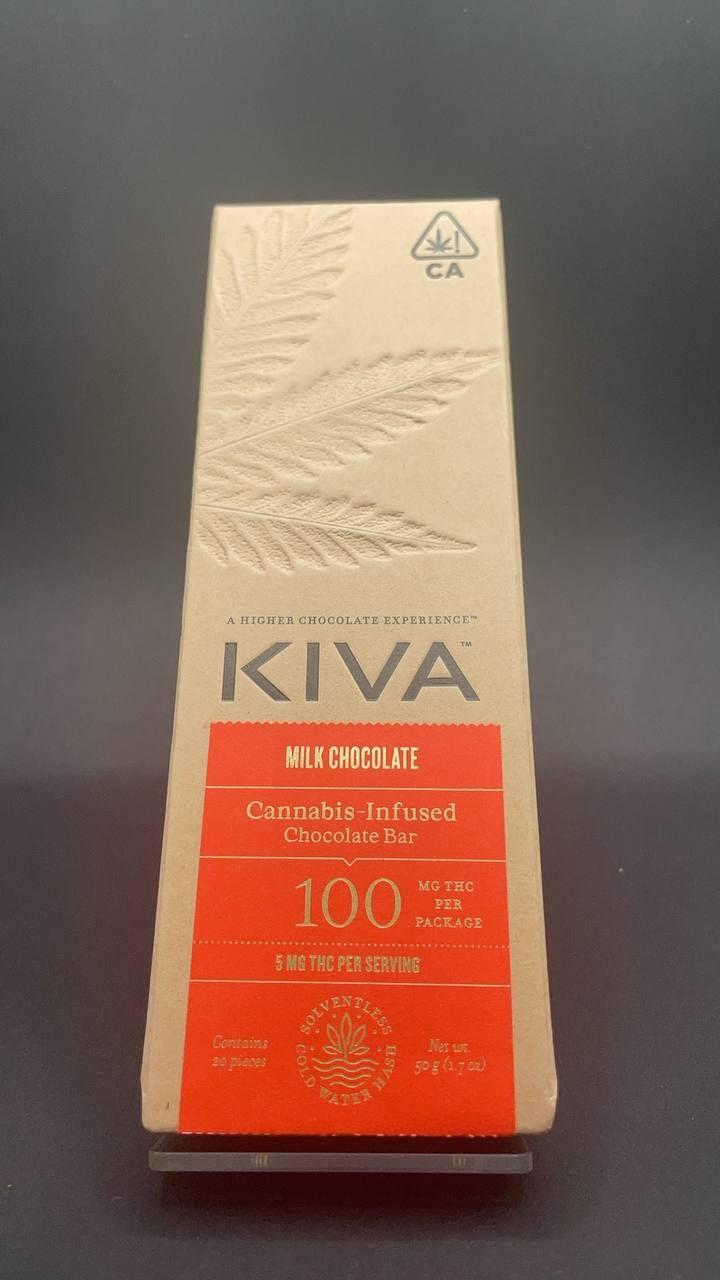 CA
A HIGHER CHOCOLATE EXPERIENCE™
KIVA™
MILK CHOCOLATE
Cannabis-Infused
Chocolate Bar
100 MG THC
PER
PACKAGE
5 MG THC PER SERVING
SOLVENTLESS
COLD WATER HASH
Contains
20 pieces
Net wt.
50 g (1.7 oz)